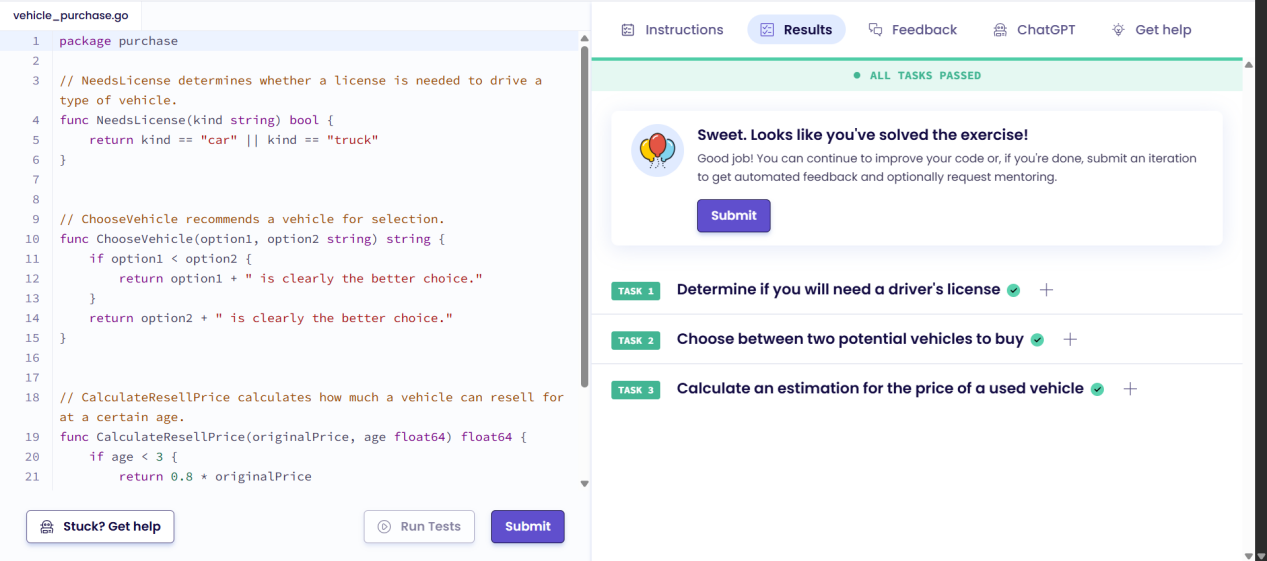 vehicle_purchase.go
1 package purchase
2
3 // NeedsLicense determines whether a license is needed to drive a
type of vehicle.
4 func NeedsLicense(kind string) bool {
5 return kind == "car" || kind == "truck"
6 }
7
8
9 // ChooseVehicle recommends a vehicle for selection.
10 func ChooseVehicle(option1, option2 string) string {
11 if option1 < option2 {
12 return option1 + " is clearly the better choice."
13 }
14 return option2 + " is clearly the better choice."
15 }
16
17
18 // CalculateResellPrice calculates how much a vehicle can resell for
at a certain age.
19 func CalculateResellPrice(originalPrice, age float64) float64 {
20 if age < 3 {
21 return 0.8 * originalPrice
Stuck? Get help
Run Tests
Submit
Instructions
Results
Feedback
ChatGPT
Get help
ALL TASKS PASSED
Sweet. Looks like you've solved the exercise!
Good job! You can continue to improve your code or, if you're done, submit an iteration
to get automated feedback and optionally request mentoring.
Submit
TASK 1 Determine if you will need a driver's license
TASK 2 Choose between two potential vehicles to buy
TASK 3 Calculate an estimation for the price of a used vehicle